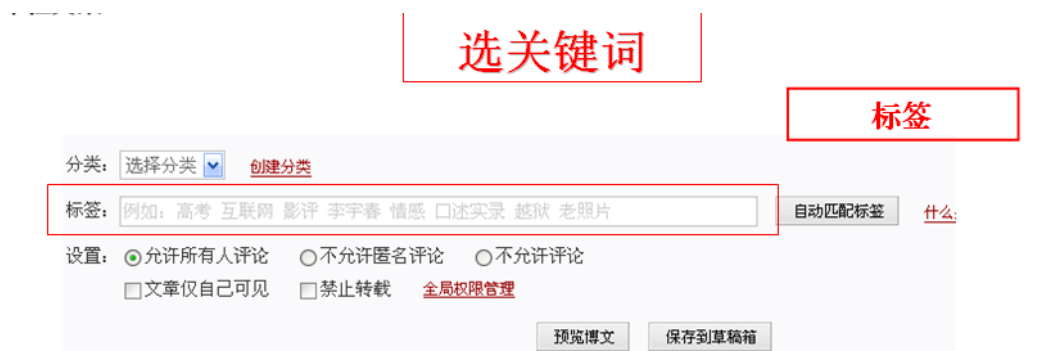 选关键词
标签
分类: 选择分类 创建分类
标签: 例如: 高考 互联网 影评 李宇春 情感 口述实录 越狱 老照片 自动匹配标签 什么
设置: 允许所有人评论 不允许匿名评论 不允许评论
文章仅自己可见 禁止转载 全局权限管理
预览博文 保存到草稿箱